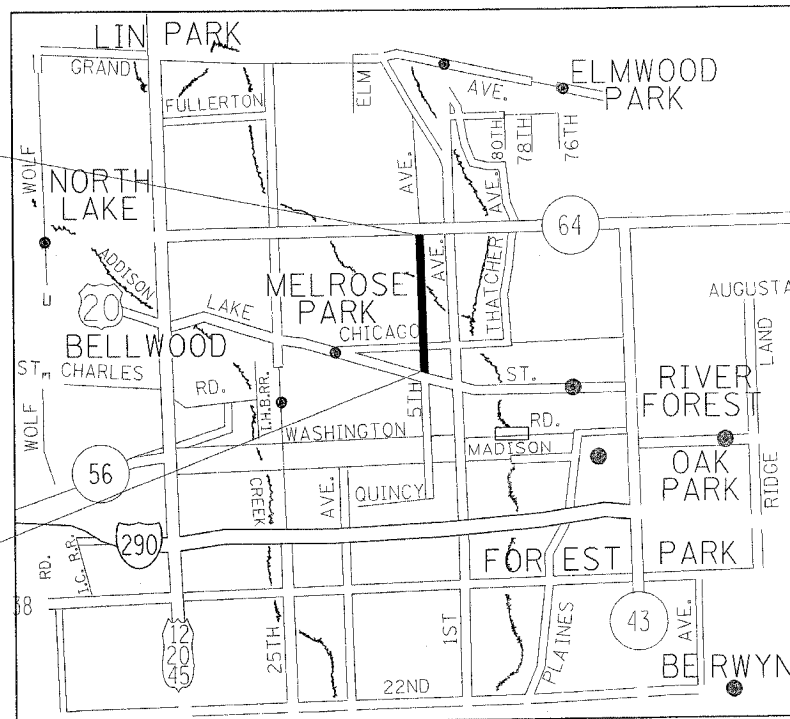 LIN PARK
GRAND
FULLERTON
ELM
AVE.
ELMWOOD
PARK
80TH
78TH
76TH
WOLF
NORTH
LAKE
AVE.
AVE.
AVE.
THATCHER
64
ADDISON
20
LAKE
MELROSE
PARK
CHICAGO
AUGUSTA
LAND
BELLWOOD
ST. CHARLES
RD.
I.H.B.RR.
5TH
ST.
RIVER
FOREST
WOLF
WASHINGTON
RD.
MADISON
56
OAK
PARK
RIDGE
CREEK
AVE.
QUINCY
290
FOREST PARK
RD.
I.C. R.R.
38
12
20
45
25TH
1ST
PLAINES
43
AVE.
22ND
BERWYN